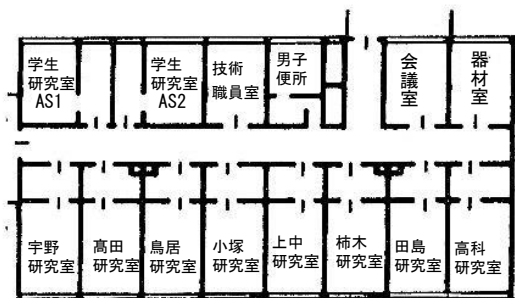 学生
研究室
AS1
学生
研究室
AS2
技術
職員室
男子
便所
会議室
器材室
宇野
研究室
髙田
研究室
鳥居
研究室
小塚
研究室
上中
研究室
柿木
研究室
田島
研究室
高科
研究室